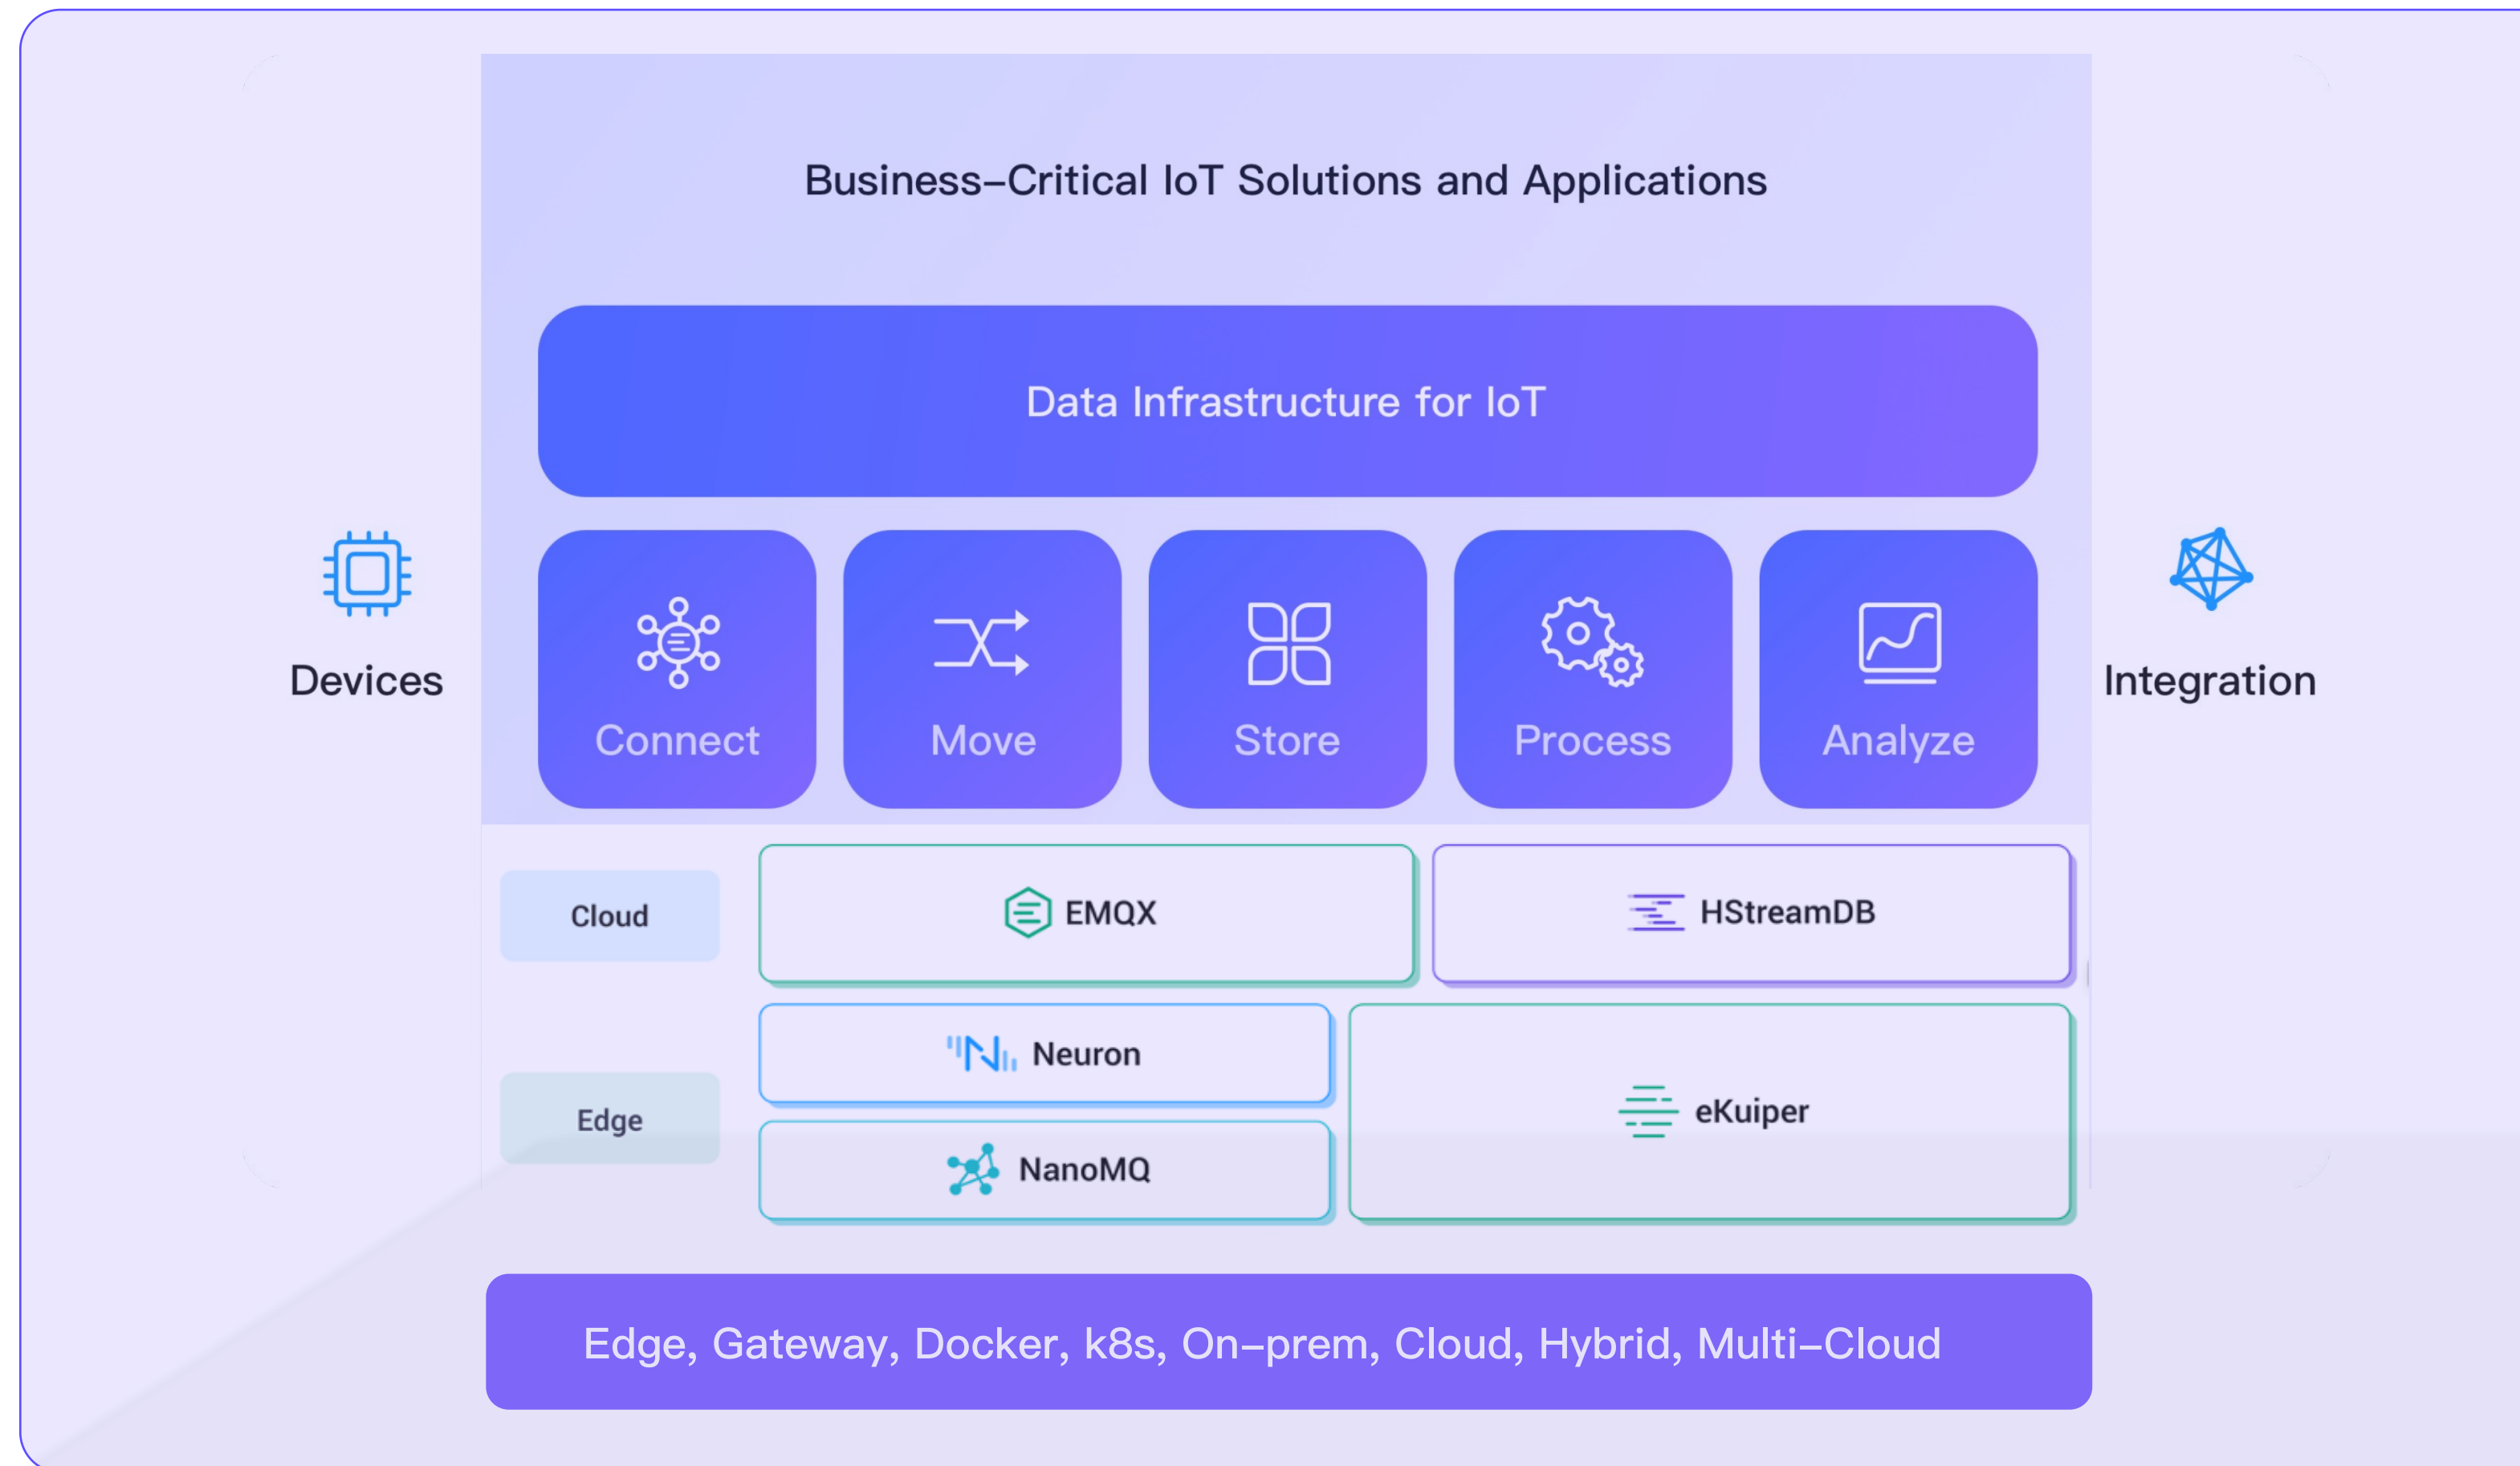 Business–Critical IoT Solutions and Applications
Data Infrastructure for IoT
Devices
Connect
Move
Store
Process
Analyze
Integration
Cloud
EMQX
HStreamDB
Edge
Neuron
NanoMQ
eKuiper
Edge, Gateway, Docker, k8s, On–prem, Cloud, Hybrid, Multi–Cloud